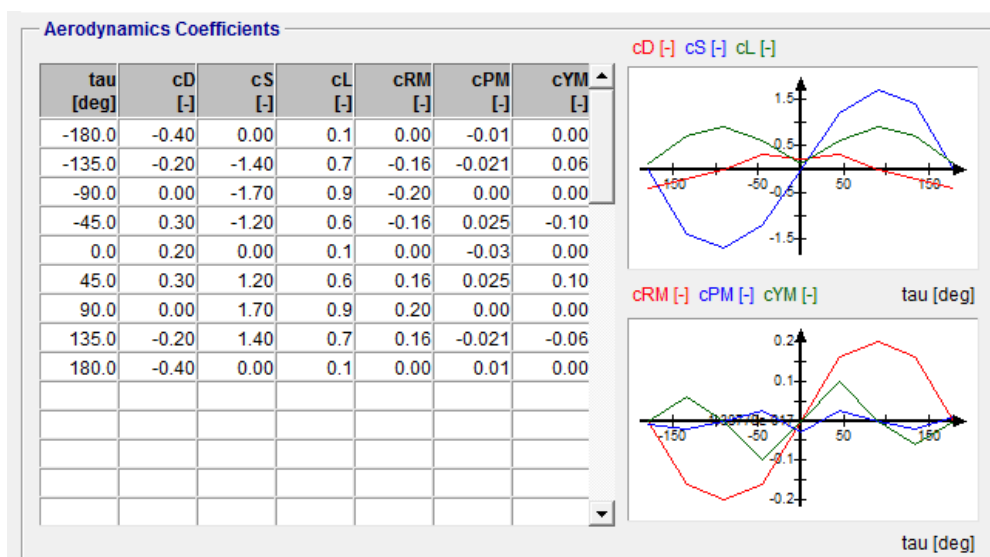 Aerodynamics Coefficients
tau cD cS cL cRM cPM cYM
[deg] [-] [-] [-] [-] [-] [-]
-180.0 -0.40 0.00 0.1 0.00 -0.01 0.00
-135.0 -0.20 -1.40 0.7 -0.16 -0.021 0.06
-90.0 0.00 -1.70 0.9 -0.20 0.00 0.00
-45.0 0.30 -1.20 0.6 -0.16 0.025 -0.10
0.0 0.20 0.00 0.1 0.00 -0.03 0.00
45.0 0.30 1.20 0.6 0.16 0.025 0.10
90.0 0.00 1.70 0.9 0.20 0.00 0.00
135.0 -0.20 1.40 0.7 0.16 -0.021 -0.06
180.0 -0.40 0.00 0.1 0.00 0.01 0.00
cD [-] cS [-] cL [-]
1.5
0.5
-150 -50 50 150
-0.5
-1.5
tau [deg]
cRM [-] cPM [-] cYM [-]
0.2
0.1
-150 -50 50 150
-0.1
-0.2
tau [deg]